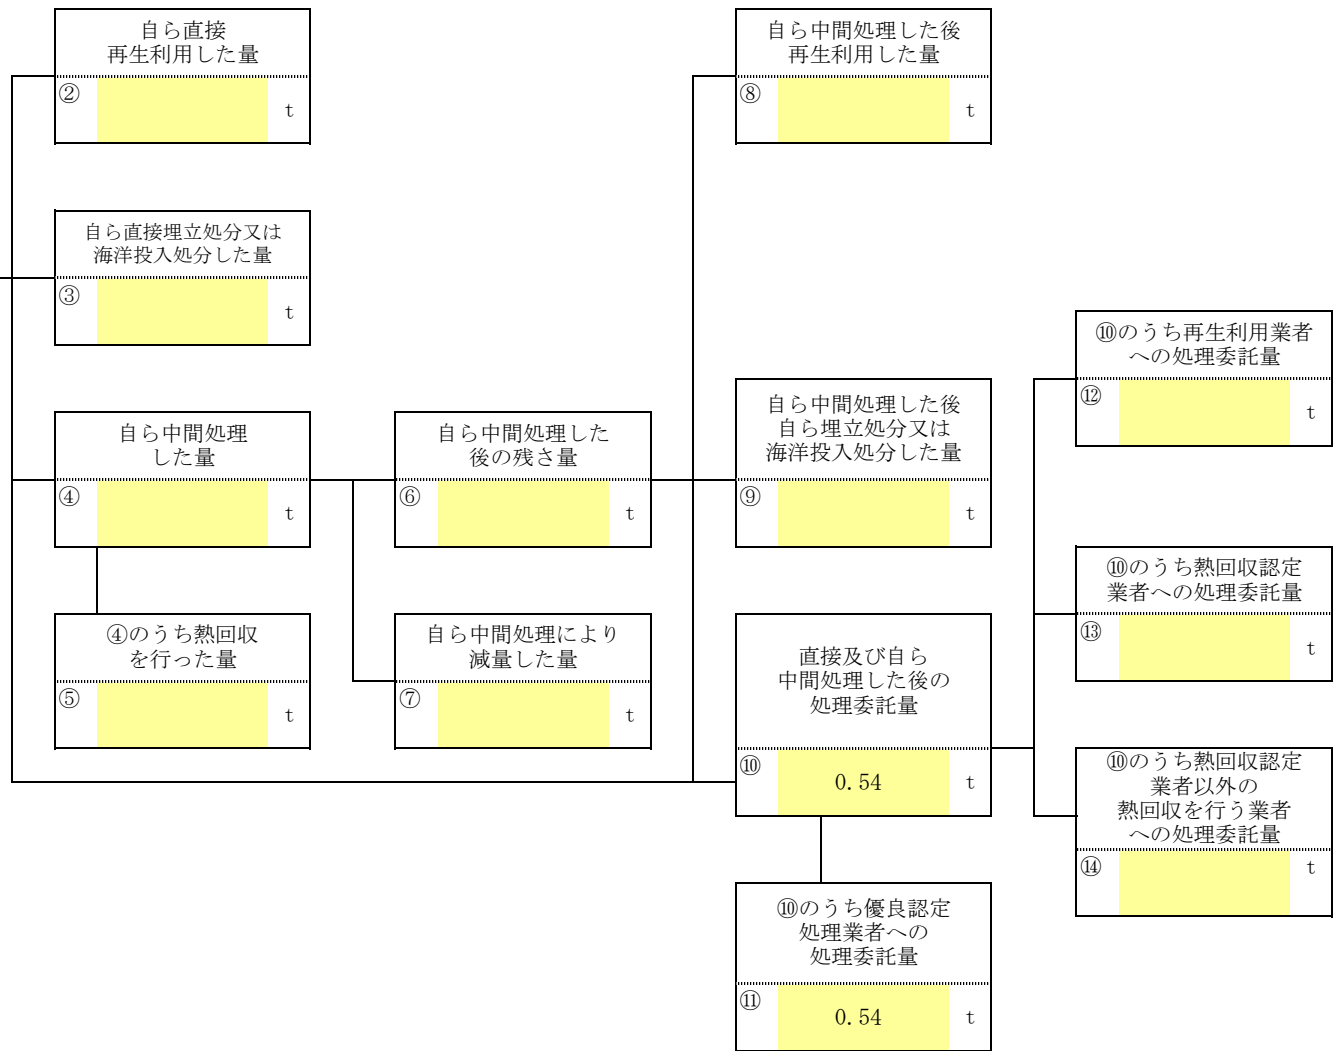 自ら直接
再生利用した量
②
t
自ら中間処理した後
再生利用した量
⑧
t
自ら直接埋立処分又は
海洋投入処分した量
③
t
⑩のうち再生利用業者
への処理委託量
⑫
t
自ら中間処理
した量
④
t
自ら中間処理した
後の残さ量
⑥
t
自ら中間処理した後
自ら埋立処分又は
海洋投入処分した量
⑨
t
⑩のうち熱回収認定
業者への処理委託量
⑬
t
④のうち熱回収
を行った量
⑤
t
自ら中間処理により
減量した量
⑦
t
直接及び自ら
中間処理した後の
処理委託量
⑩ 0.54 t
⑩のうち熱回収認定
業者以外の
熱回収を行う業者
への処理委託量
⑭
t
⑩のうち優良認定
処理業者への
処理委託量
⑪ 0.54 t